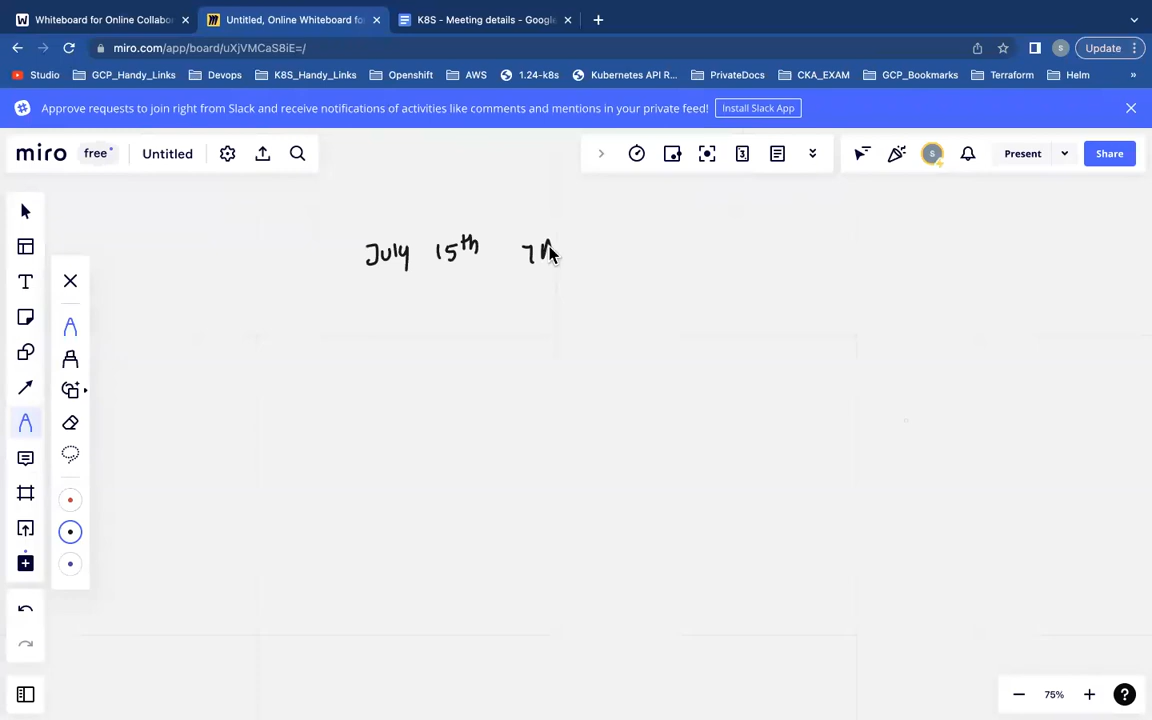 Whiteboard for Online Collabo
Untitled, Online Whiteboard fo
K8S - Meeting details - Google
miro.com/app/board/uXjVMCaS8iE=/
Update
Studio GCP_Handy_Links Devops K8S_Handy_Links Openshift AWS 1.24-k8s Kubernetes API R... PrivateDocs CKA_EXAM GCP_Bookmarks Terraform Helm »
Approve requests to join right from Slack and receive notifications of activities like comments and mentions in your private feed! Install Slack App
miro free Untitled 3 S Present Share
July 15th 7
75%